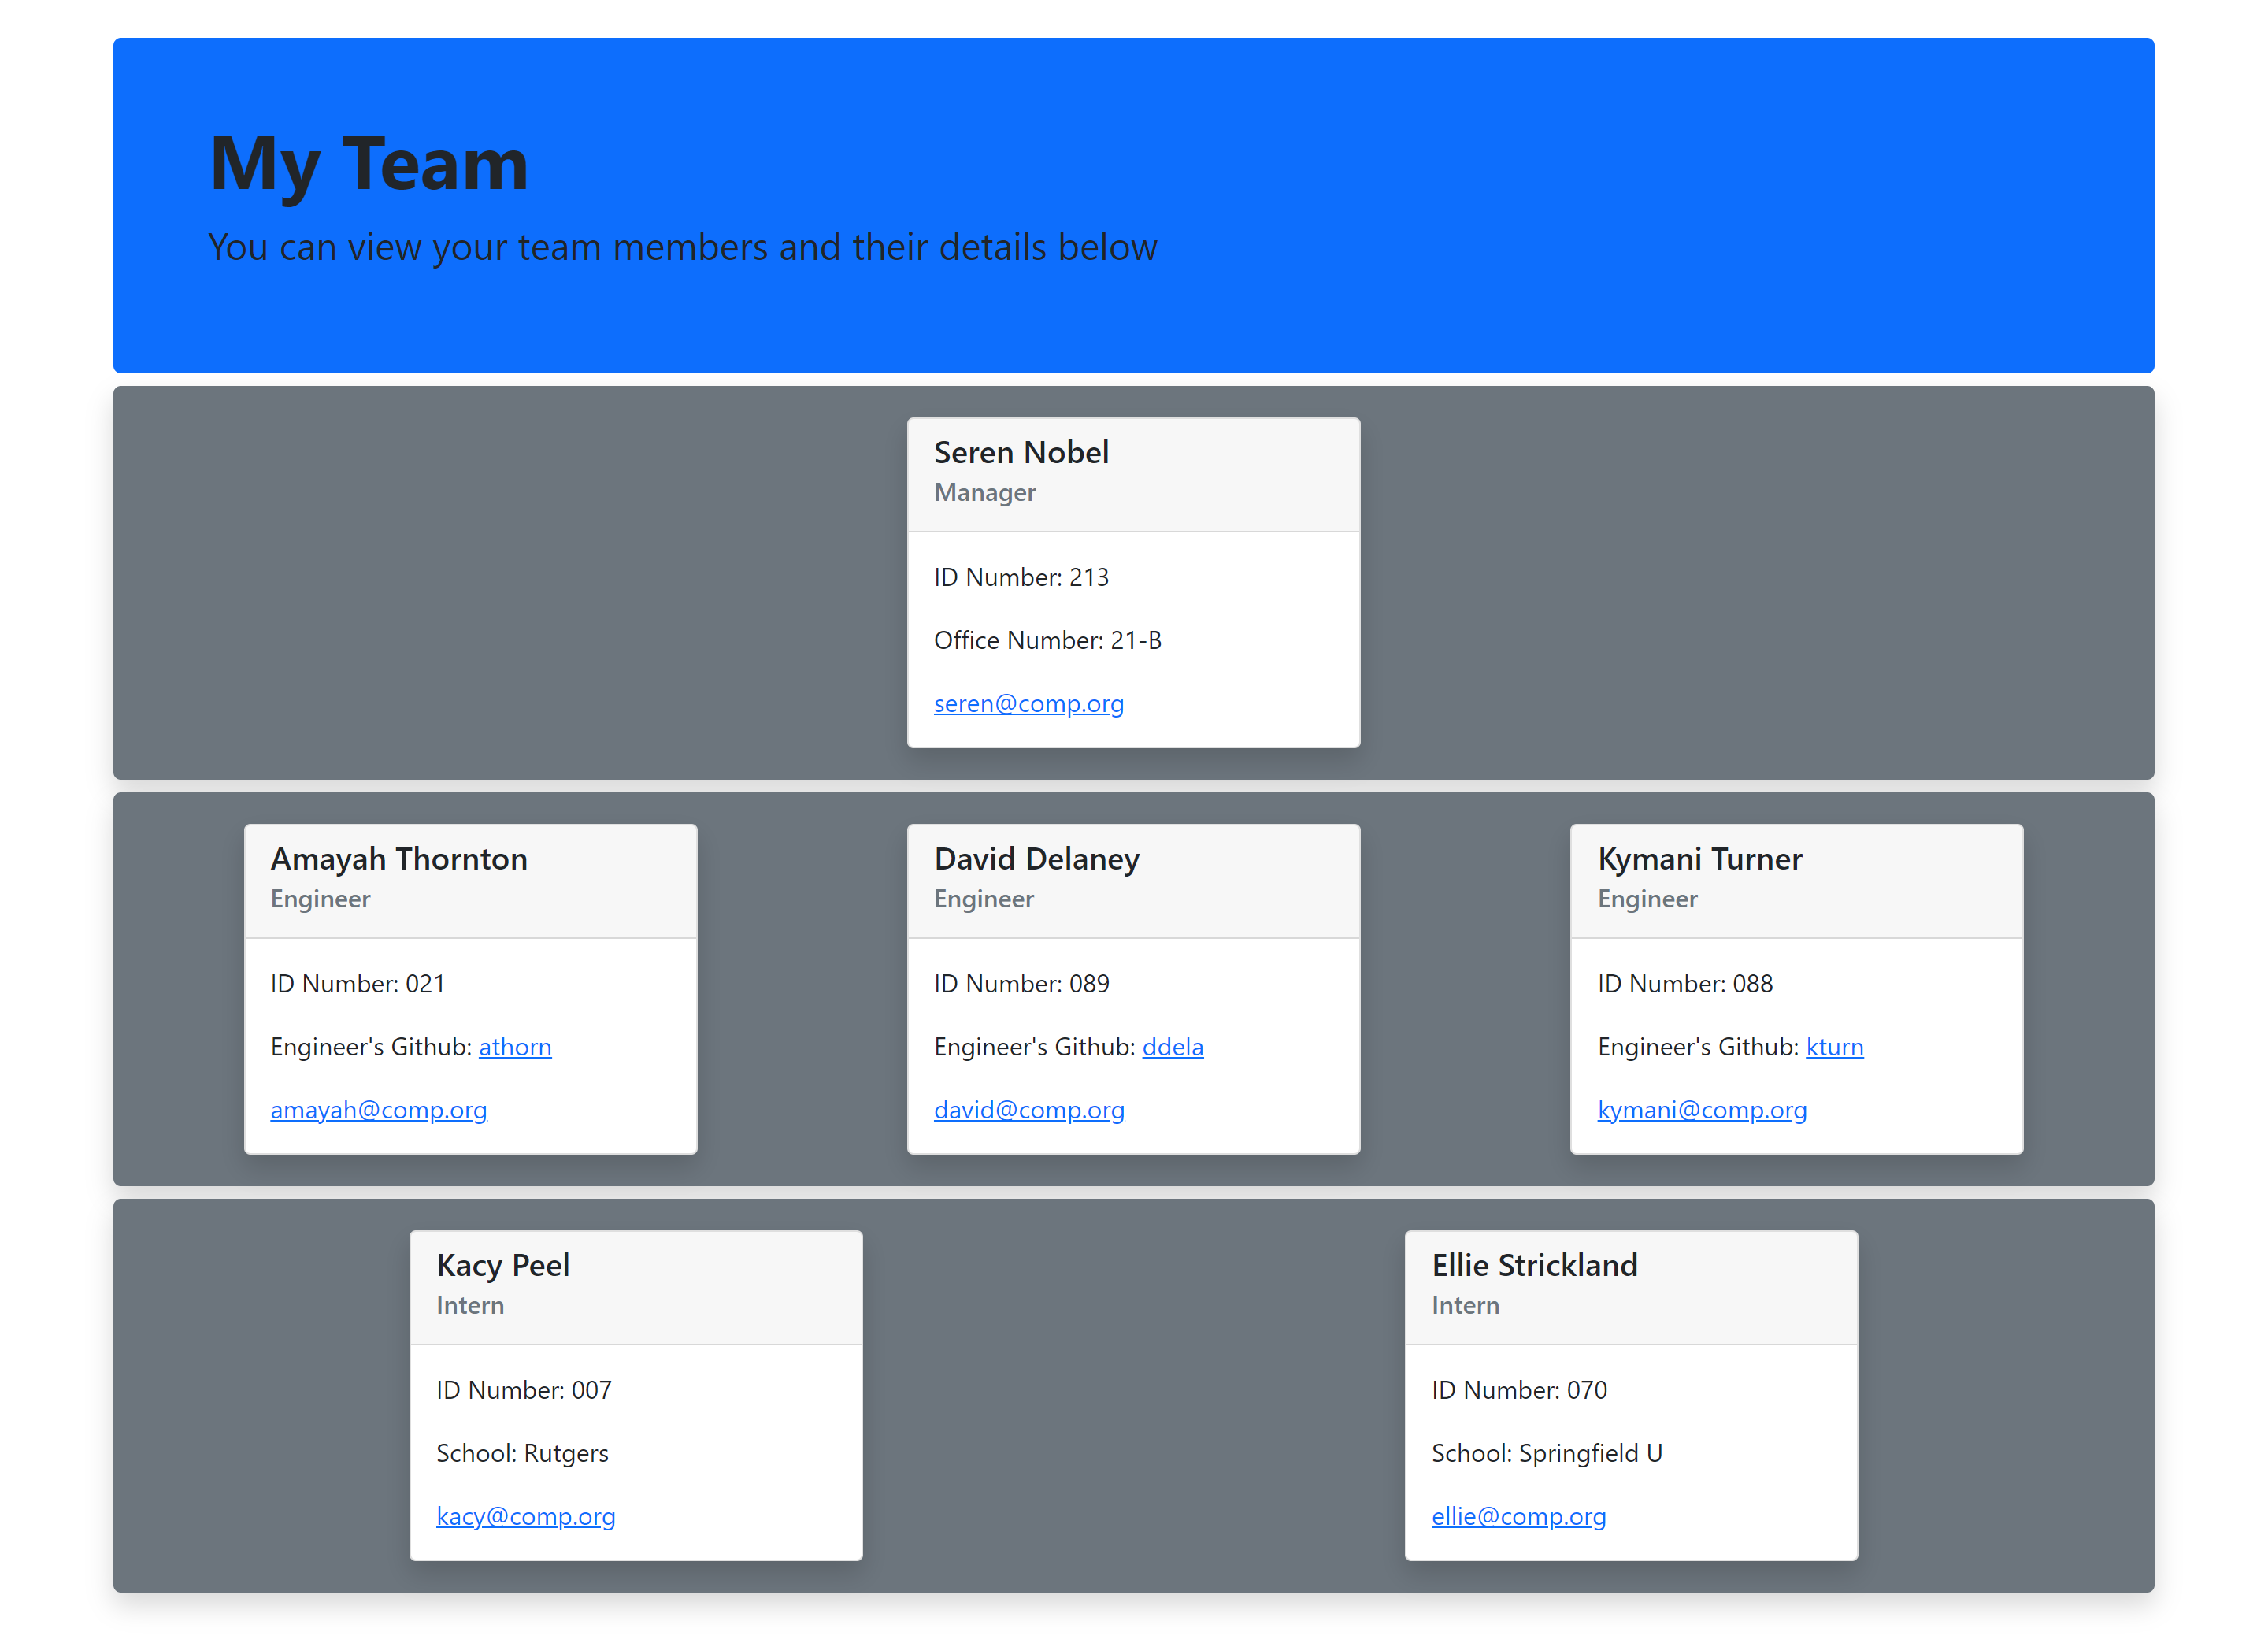 My Team
You can view your team members and their details below
Seren Nobel
Manager
ID Number: 213
Office Number: 21-B
seren@comp.org
Amayah Thornton
Engineer
ID Number: 021
Engineer's Github: athorn
amayah@comp.org
David Delaney
Engineer
ID Number: 089
Engineer's Github: ddela
david@comp.org
Kymani Turner
Engineer
ID Number: 088
Engineer's Github: kturn
kymani@comp.org
Kacy Peel
Intern
ID Number: 007
School: Rutgers
kacy@comp.org
Ellie Strickland
Intern
ID Number: 070
School: Springfield U
ellie@comp.org